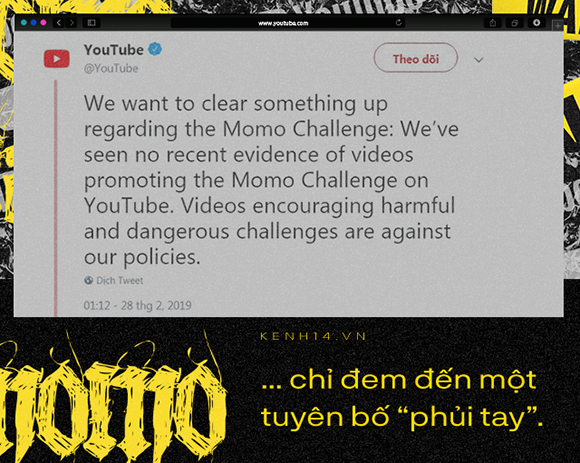 www.youtuba.com
YouTube
@YouTube
Theo dõi
We want to clear something up
regarding the Momo Challenge: We've
seen no recent evidence of videos
promoting the Momo Challenge on
YouTube. Videos encouraging harmful
and dangerous challenges are against
our policies.
Dịch Tweet
01:12 - 28 thg 2, 2019
KENH14.VN
... chỉ đem đến một
tuyên bố “phủi tay”.
momo